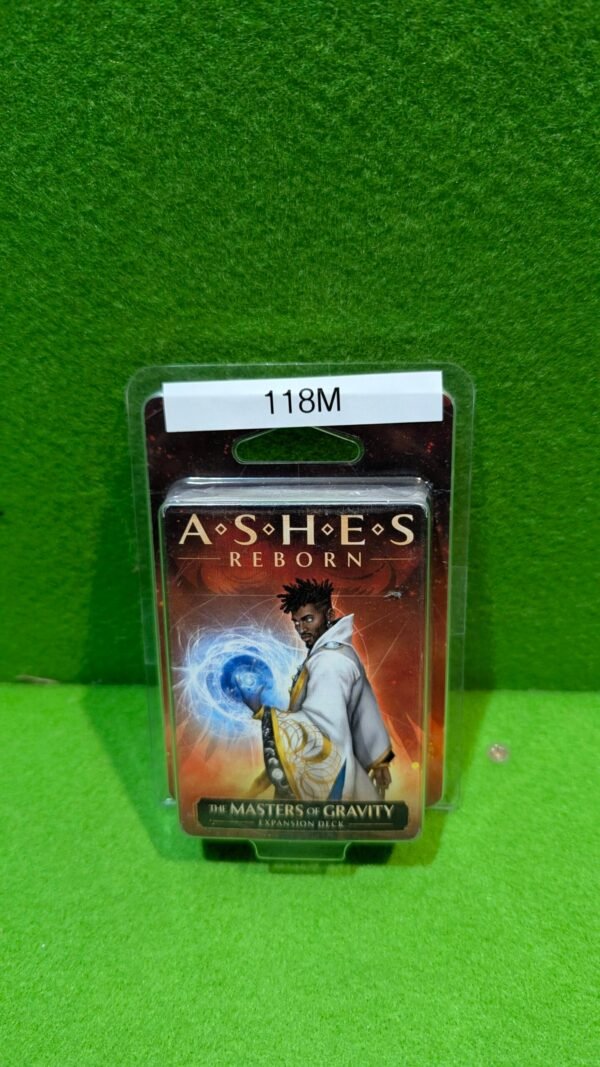 118M
A⋄S⋄H⋄E⋄S
REBORN
THE MASTERS OF GRAVITY
EXPANSION DECK